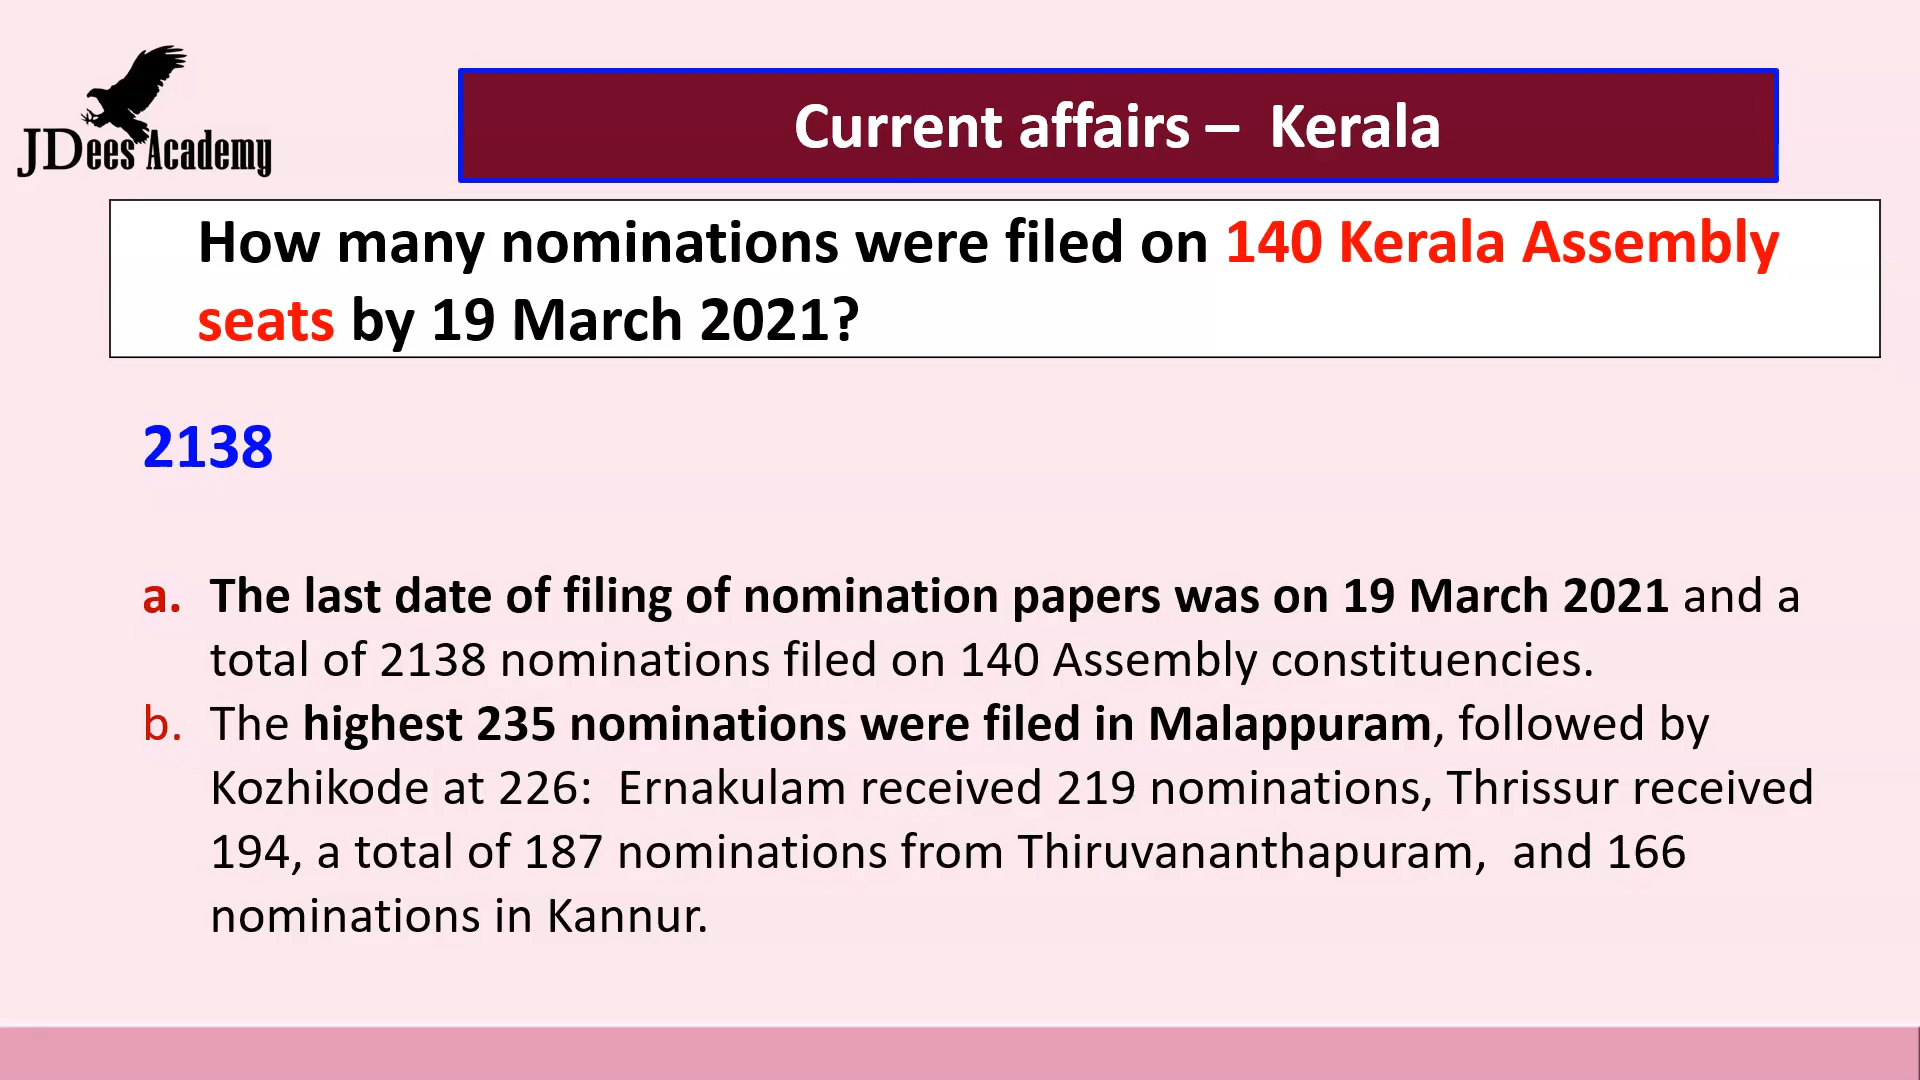 JDees Academy
Current affairs – Kerala
How many nominations were filed on 140 Kerala Assembly
seats by 19 March 2021?
2138
a. The last date of filing of nomination papers was on 19 March 2021 and a
total of 2138 nominations filed on 140 Assembly constituencies.
b. The highest 235 nominations were filed in Malappuram, followed by
Kozhikode at 226: Ernakulam received 219 nominations, Thrissur received
194, a total of 187 nominations from Thiruvananthapuram, and 166
nominations in Kannur.